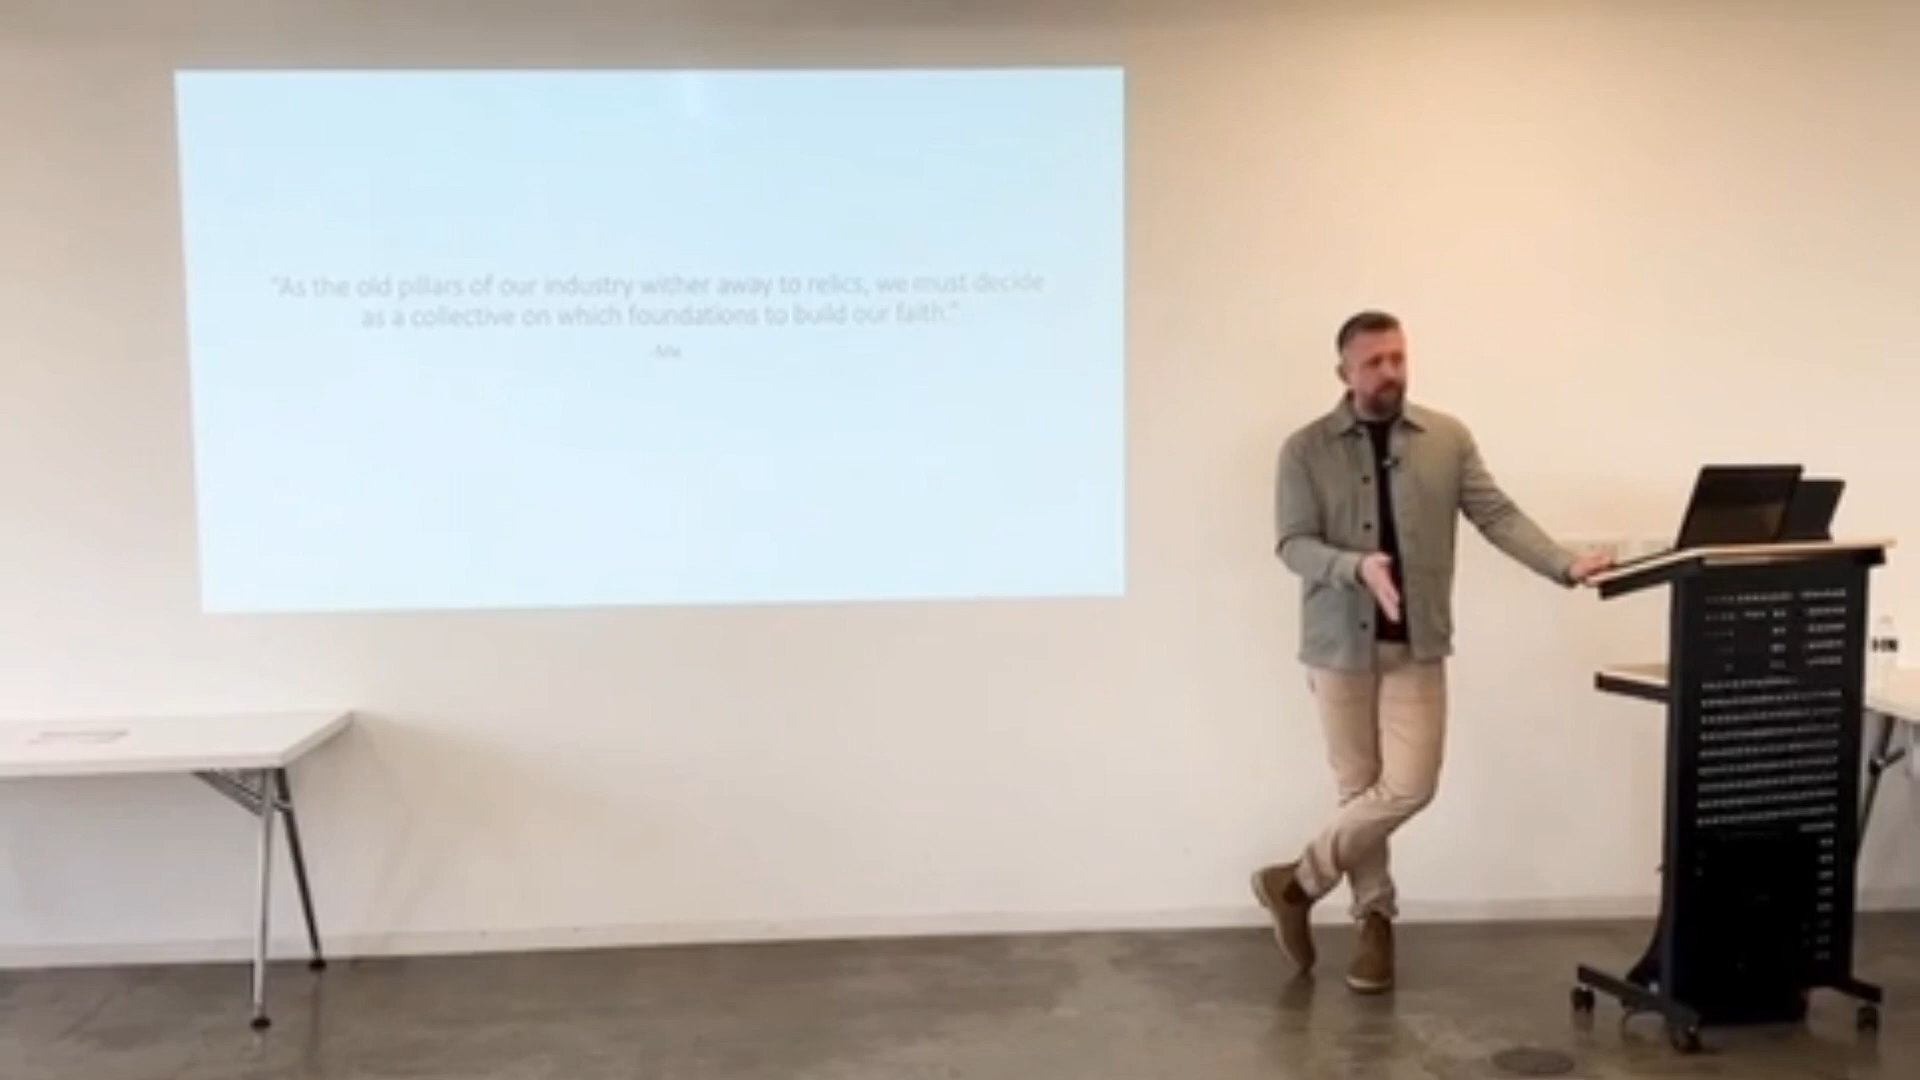 "As the old pillars of our industry wither away to relics, we must decide
as a collective on which foundations to build our faith."
-Me